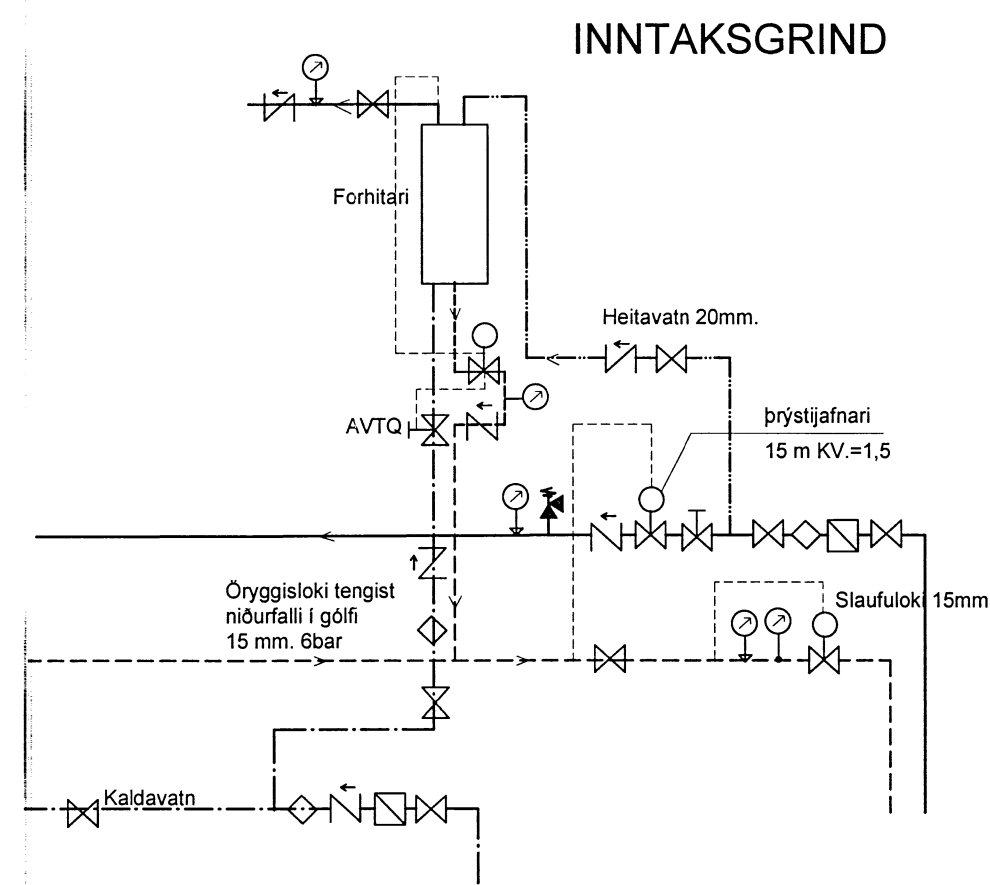 INNTAKSGRIND
Forhitari
Heitavatn 20mm.
AVTQ
þrýstijafnari
15 m KV.=1,5
Öryggisloki tengist
niðurfalli í gólfi
15 mm. 6bar
Slaufuloki 15mm
Kaldavatn